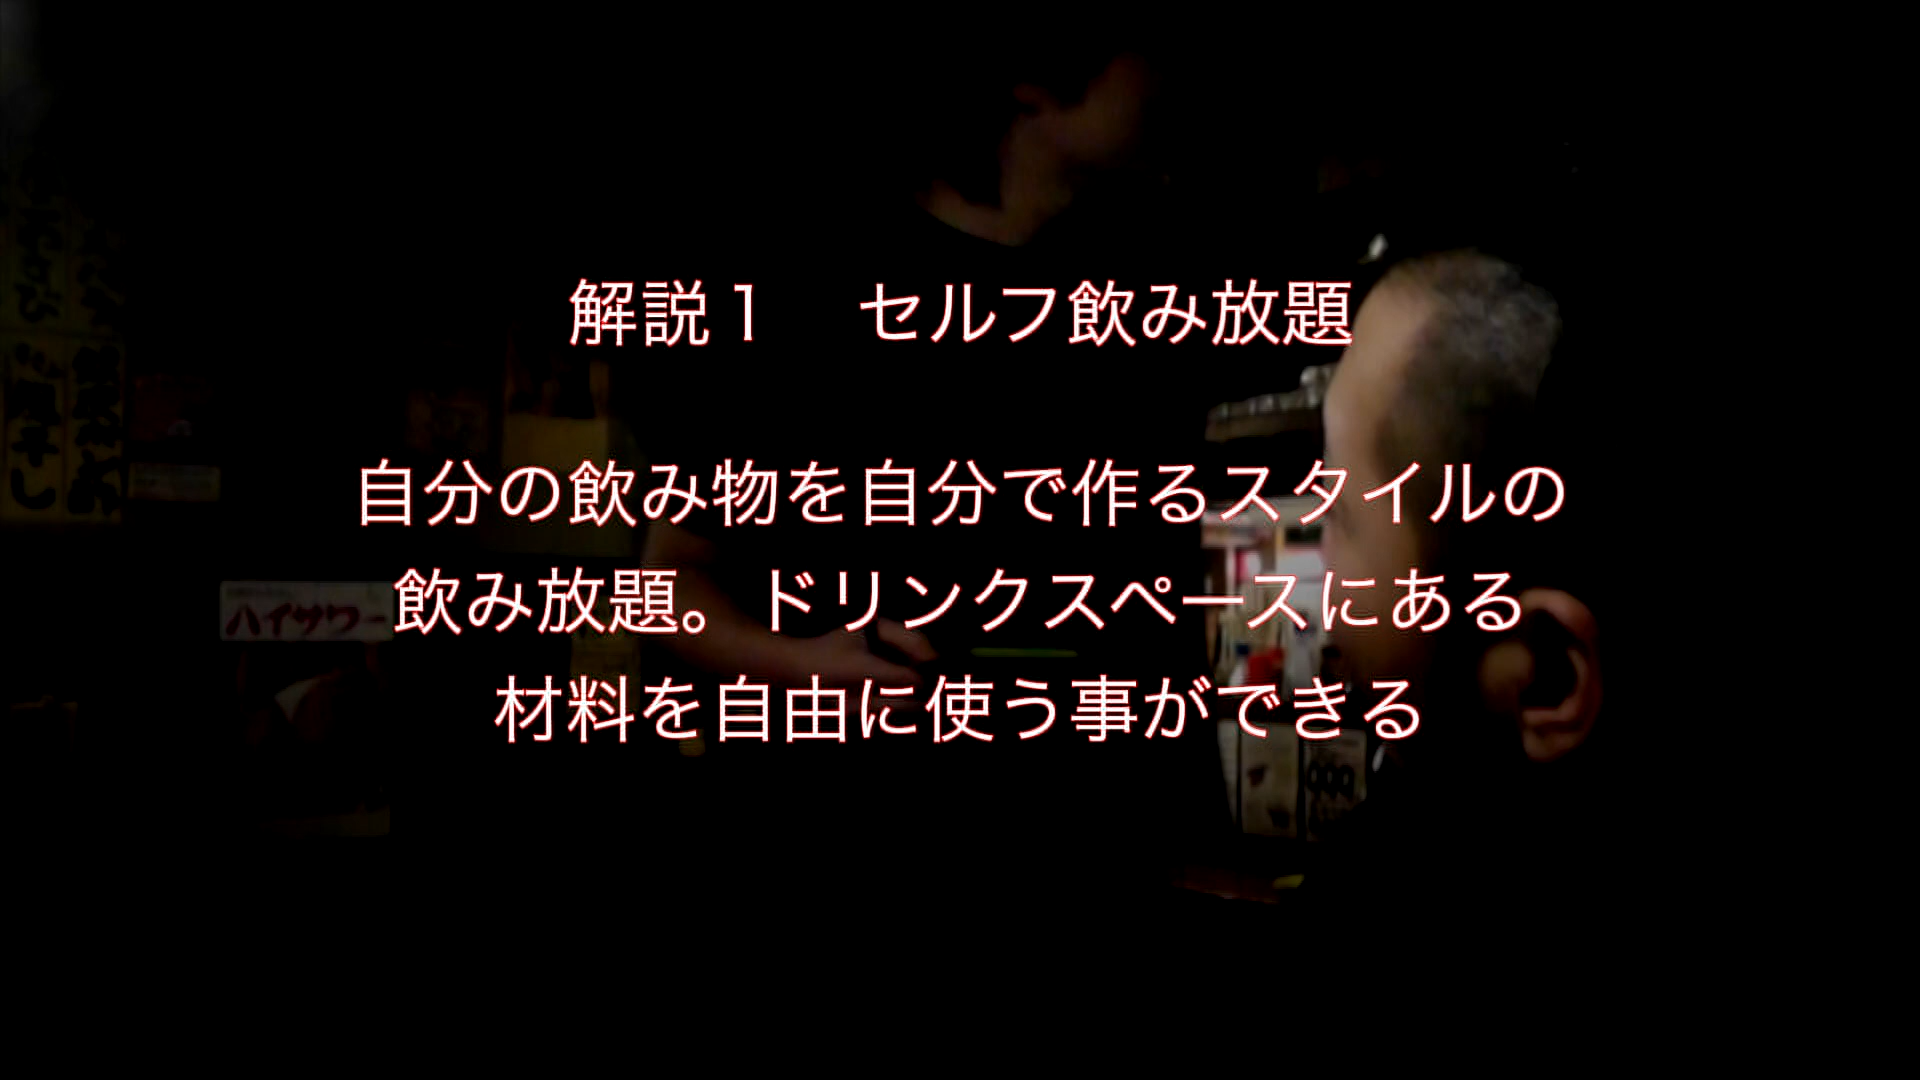 解説１　セルフ飲み放題
自分の飲み物を自分で作るスタイルの
飲み放題。ドリンクスペースにある
材料を自由に使う事ができる
ハイサワー